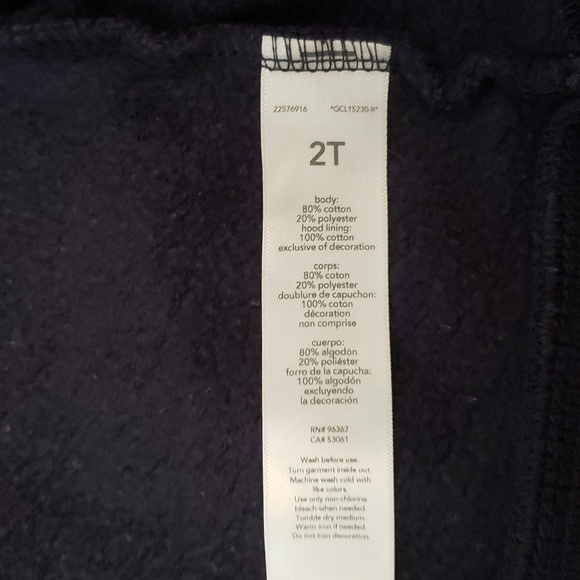 22576916 *GCL15230-R*
2T
body:
80% cotton
20% polyester
hood lining:
100% cotton
exclusive of decoration
corps:
80% coton
20% polyester
doublure de capuchon:
100% coton
décoration
non comprise
cuerpo:
80% algodón
20% poliéster
forro de la capucha:
100% algodón
excluyendo
la decoración
RN# 96367
CA# 53061
Wash before use.
Turn garment inside out.
Machine wash cold with
like colors.
Use only non-chlorine
bleach when needed.
Tumble dry medium.
Warm iron if needed.
Do not iron decoration.